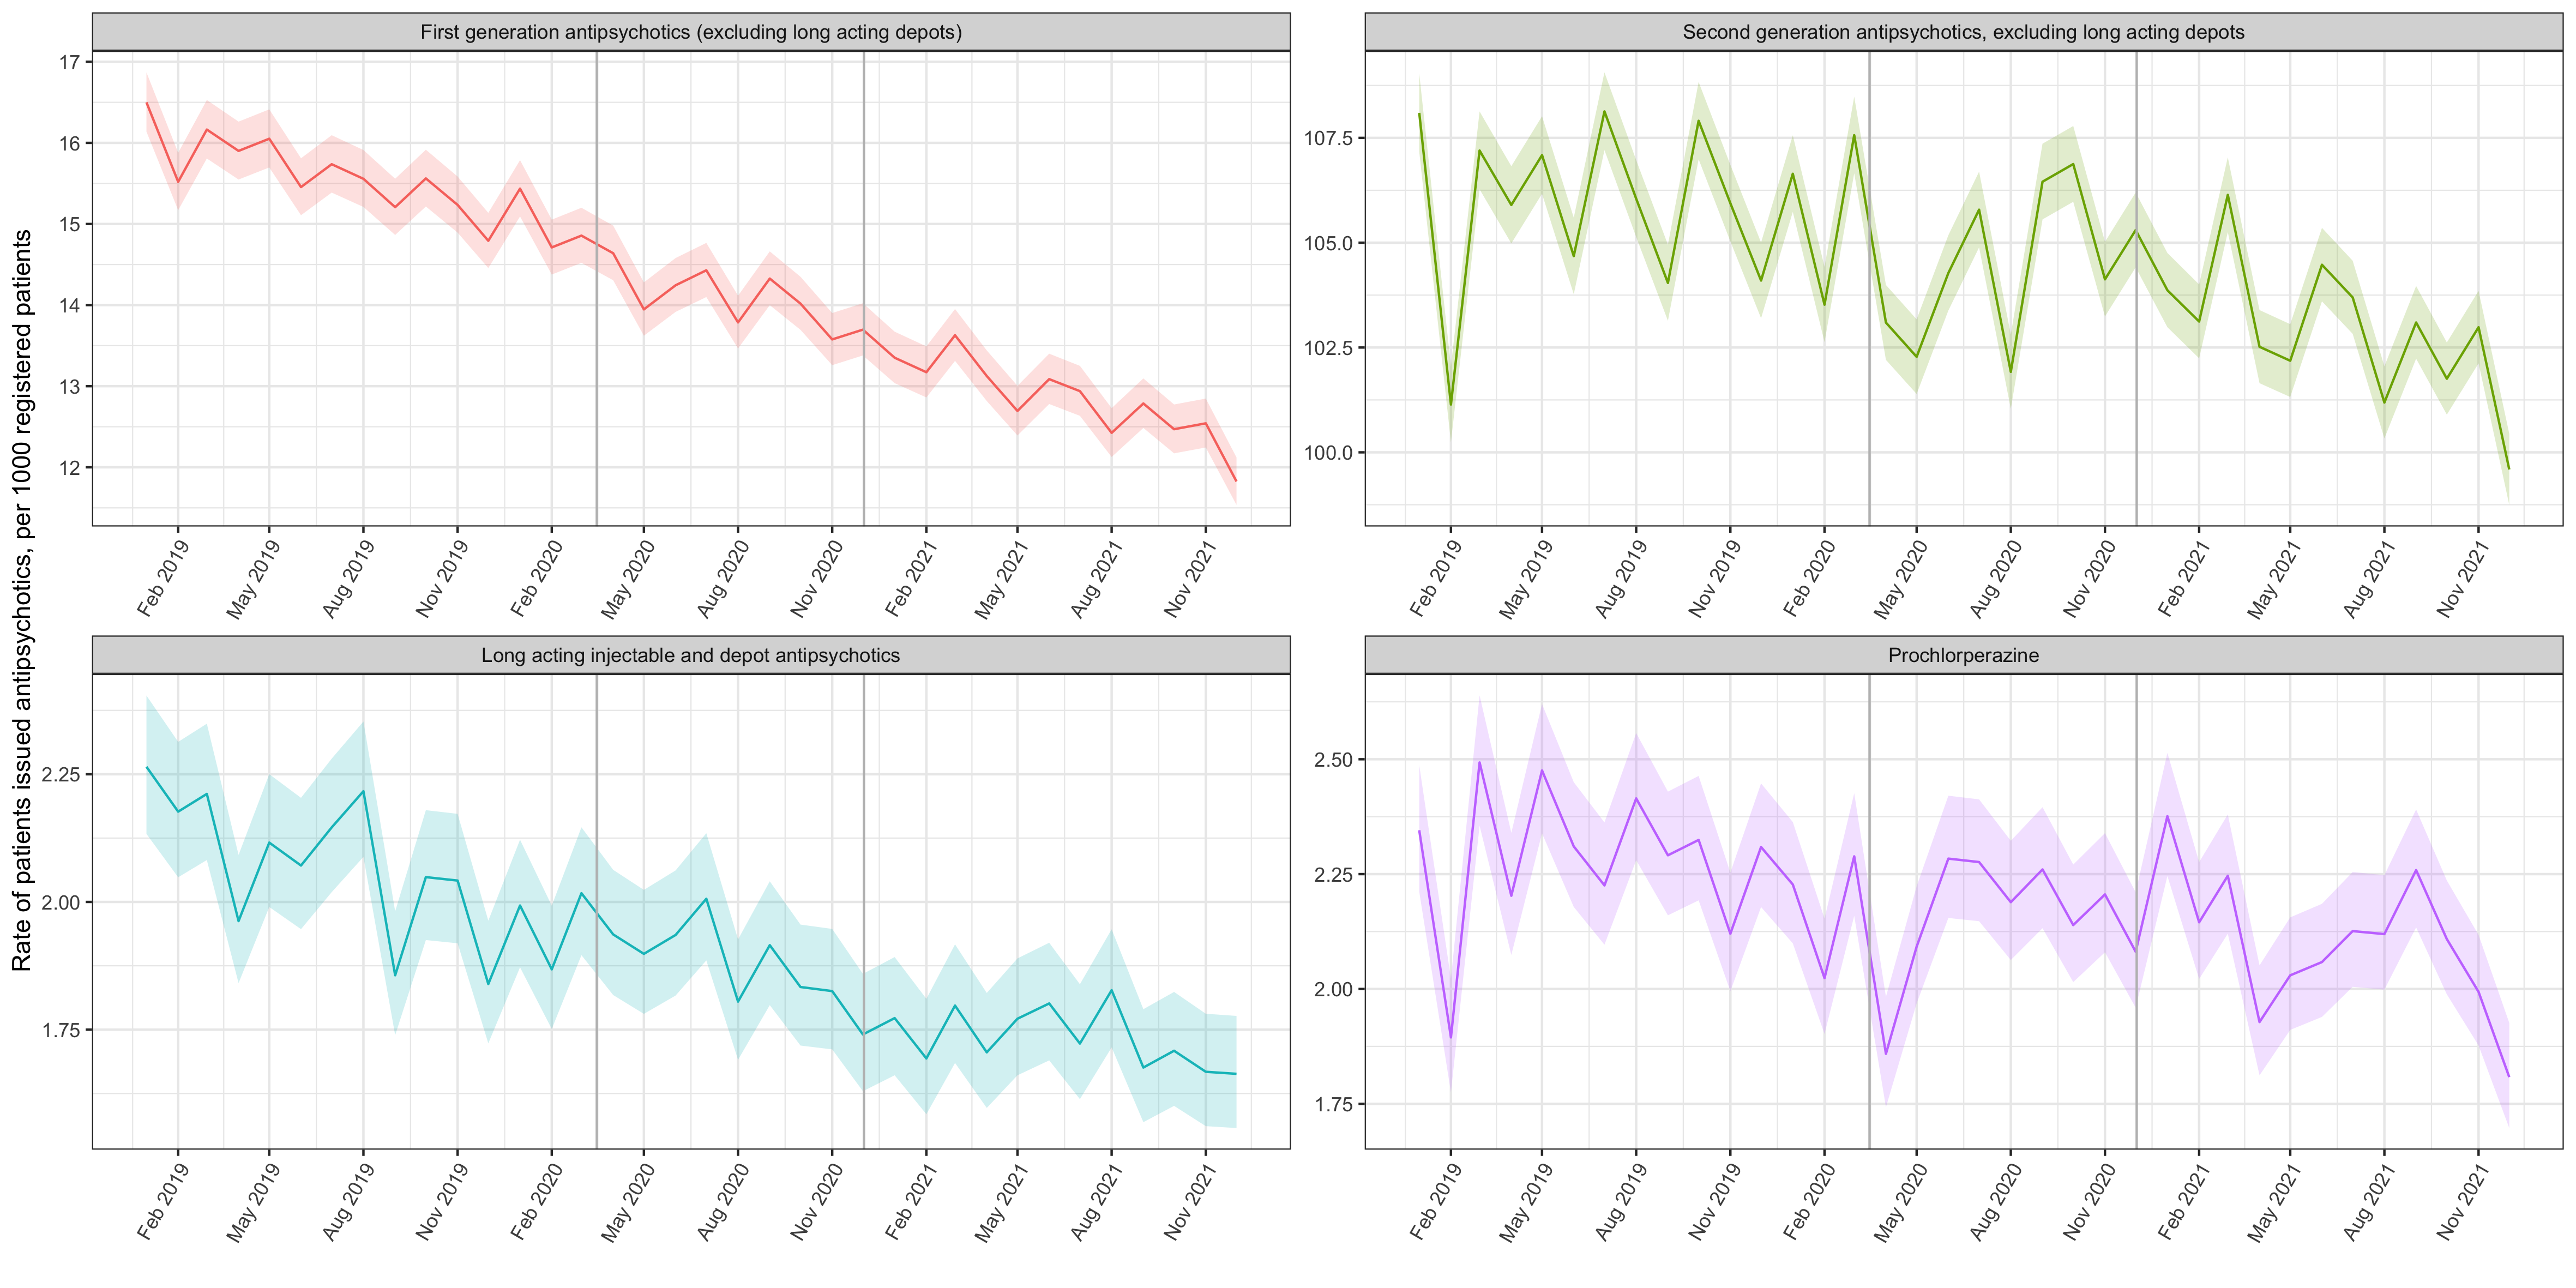 Rate of patients issued antipsychotics, per 1000 registered patients
First generation antipsychotics (excluding long acting depots)
17
16
15
14
13
12
Feb 2019
May 2019
Aug 2019
Nov 2019
Feb 2020
May 2020
Aug 2020
Nov 2020
Feb 2021
May 2021
Aug 2021
Nov 2021
Second generation antipsychotics, excluding long acting depots
107.5
105.0
102.5
100.0
Feb 2019
May 2019
Aug 2019
Nov 2019
Feb 2020
May 2020
Aug 2020
Nov 2020
Feb 2021
May 2021
Aug 2021
Nov 2021
Long acting injectable and depot antipsychotics
2.25
2.00
1.75
Feb 2019
May 2019
Aug 2019
Nov 2019
Feb 2020
May 2020
Aug 2020
Nov 2020
Feb 2021
May 2021
Aug 2021
Nov 2021
Prochlorperazine
2.50
2.25
2.00
1.75
Feb 2019
May 2019
Aug 2019
Nov 2019
Feb 2020
May 2020
Aug 2020
Nov 2020
Feb 2021
May 2021
Aug 2021
Nov 2021